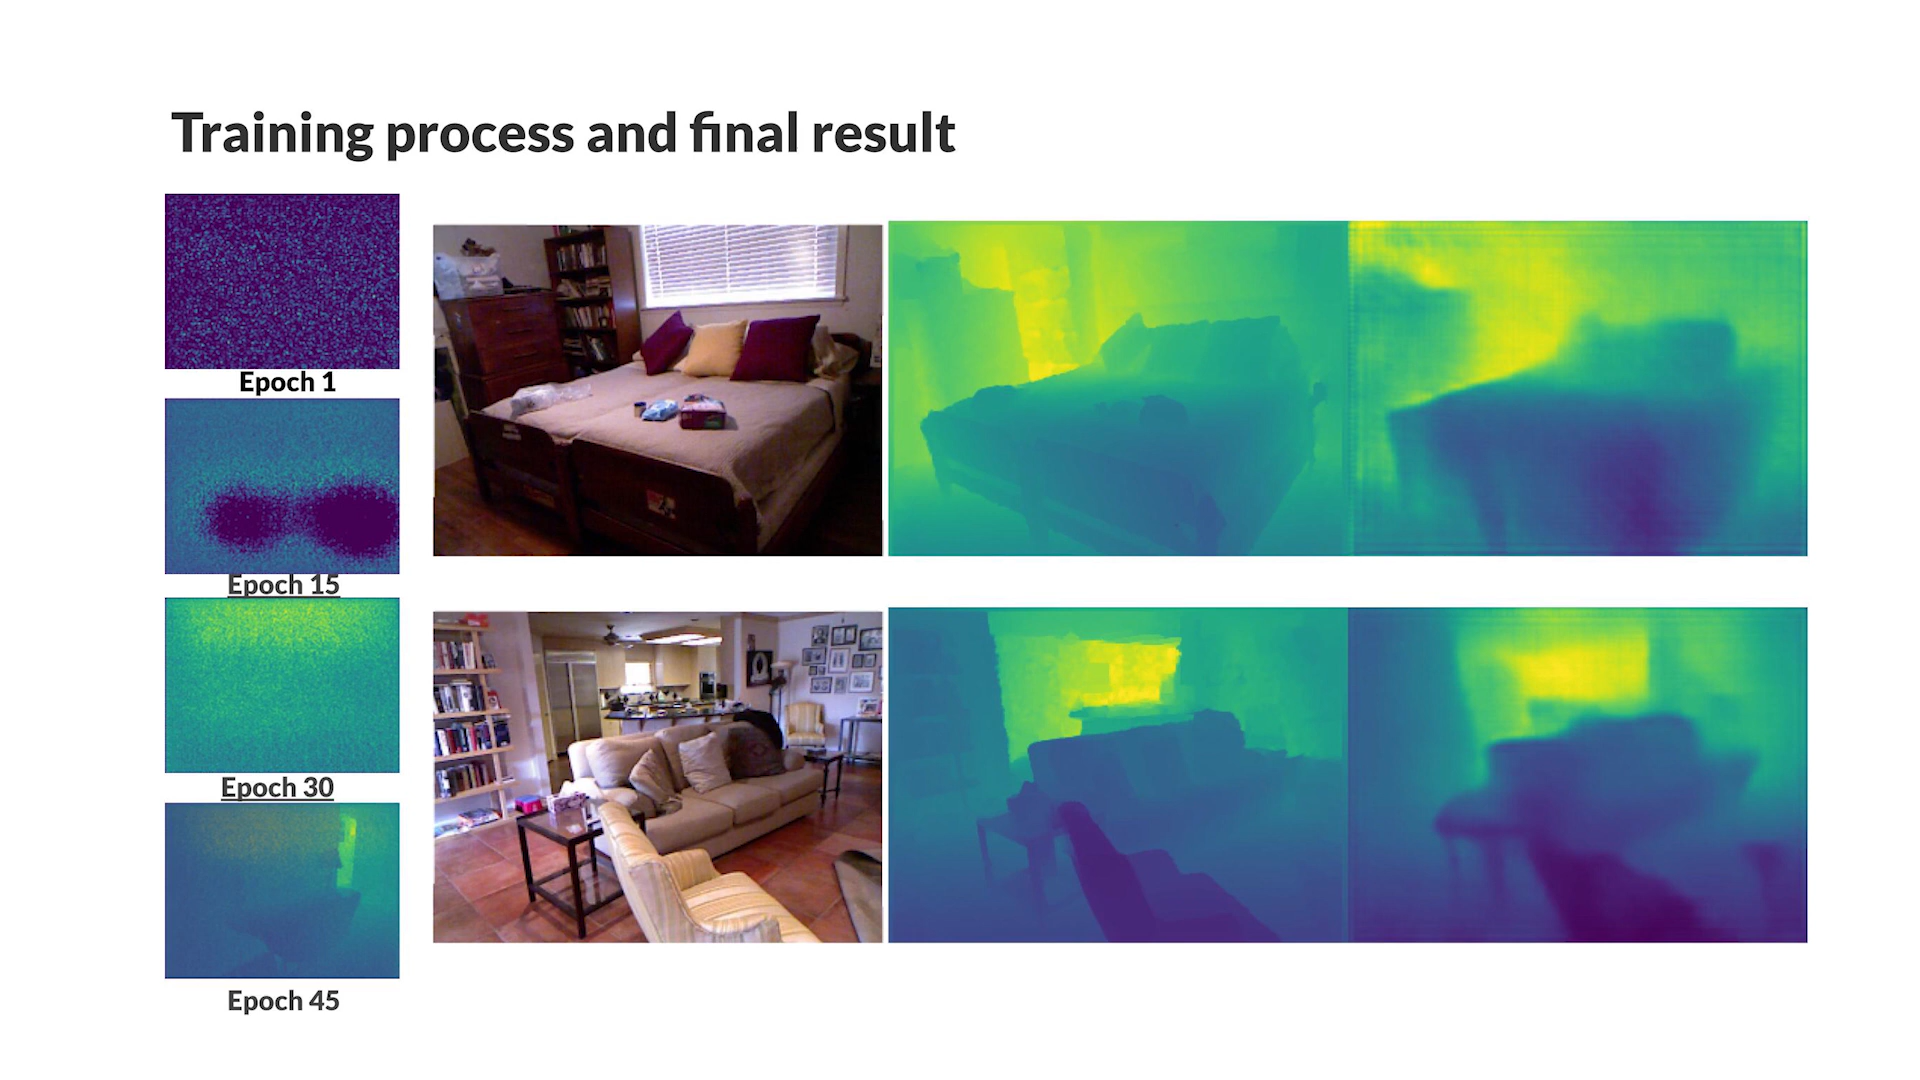 Training process and final result
Epoch 1
Epoch 15
Epoch 30
Epoch 45